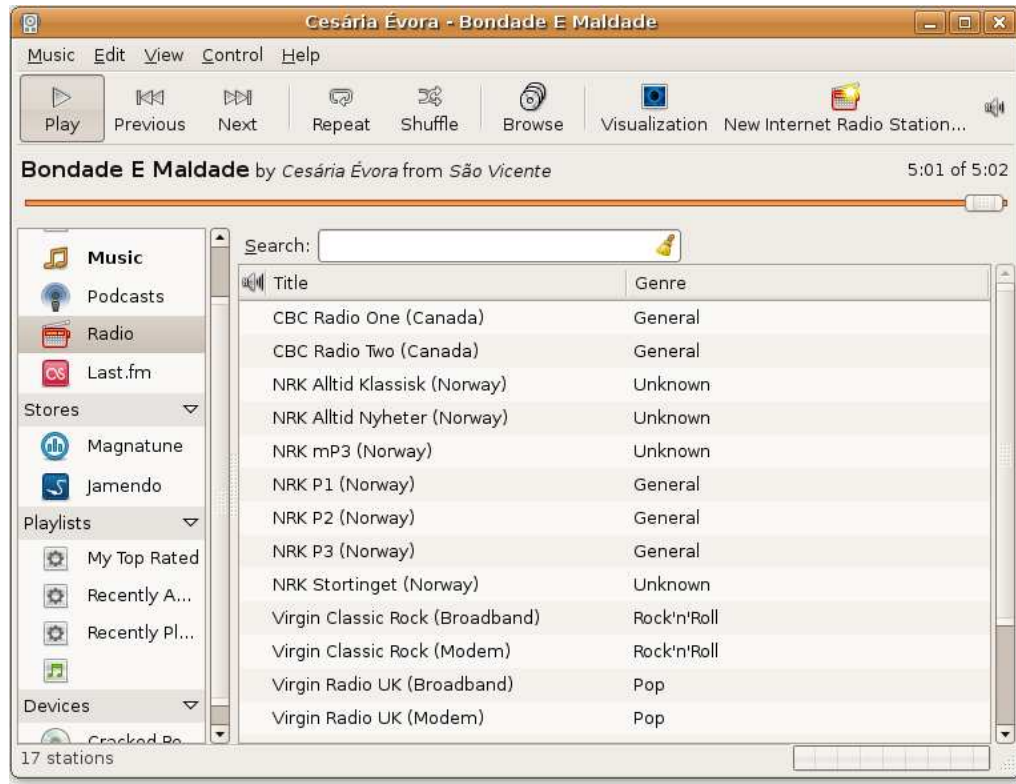 Cesária Évora - Bondade E Maldade
Music Edit View Control Help
Play Previous Next Repeat Shuffle Browse Visualization New Internet Radio Station...
Bondade E Maldade by Cesária Évora from São Vicente 5:01 of 5:02
Music
Podcasts
Radio
Last.fm
Stores
Magnatune
Jamendo
Playlists
My Top Rated
Recently A...
Recently Pl...
Devices
Search:
Title Genre
CBC Radio One (Canada) General
CBC Radio Two (Canada) General
NRK Alltid Klassisk (Norway) Unknown
NRK Alltid Nyheter (Norway) Unknown
NRK mP3 (Norway) Unknown
NRK P1 (Norway) General
NRK P2 (Norway) General
NRK P3 (Norway) General
NRK Stortinget (Norway) Unknown
Virgin Classic Rock (Broadband) Rock'n'Roll
Virgin Classic Rock (Modem) Rock'n'Roll
Virgin Radio UK (Broadband) Pop
Virgin Radio UK (Modem) Pop
17 stations